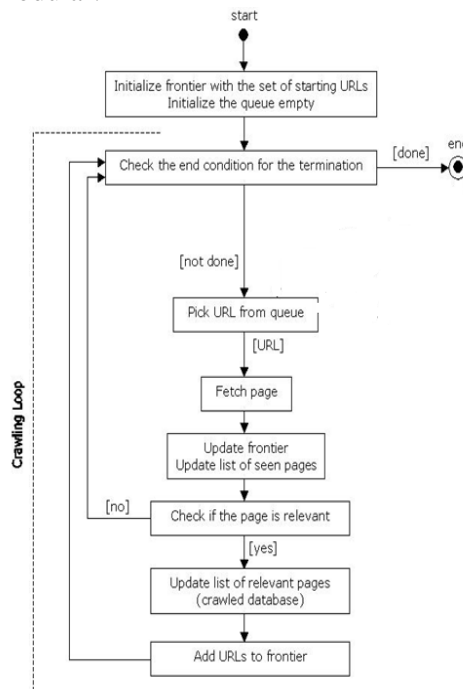 start
Initialize frontier with the set of starting URLs
Initialize the queue empty
Check the end condition for the termination
[done]
end
[not done]
Pick URL from queue
[URL]
Fetch page
Update frontier
Update list of seen pages
Crawling Loop
[no]
Check if the page is relevant
[yes]
Update list of relevant pages
(crawled database)
Add URLs to frontier